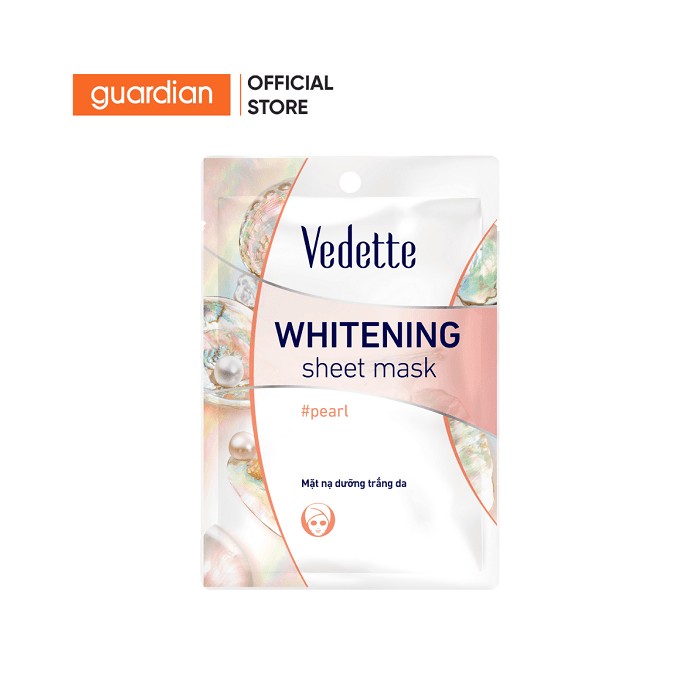 guardian
OFFICIAL
STORE
Vedette
WHITENING
sheet mask
#pearl
Mặt nạ dưỡng trắng da